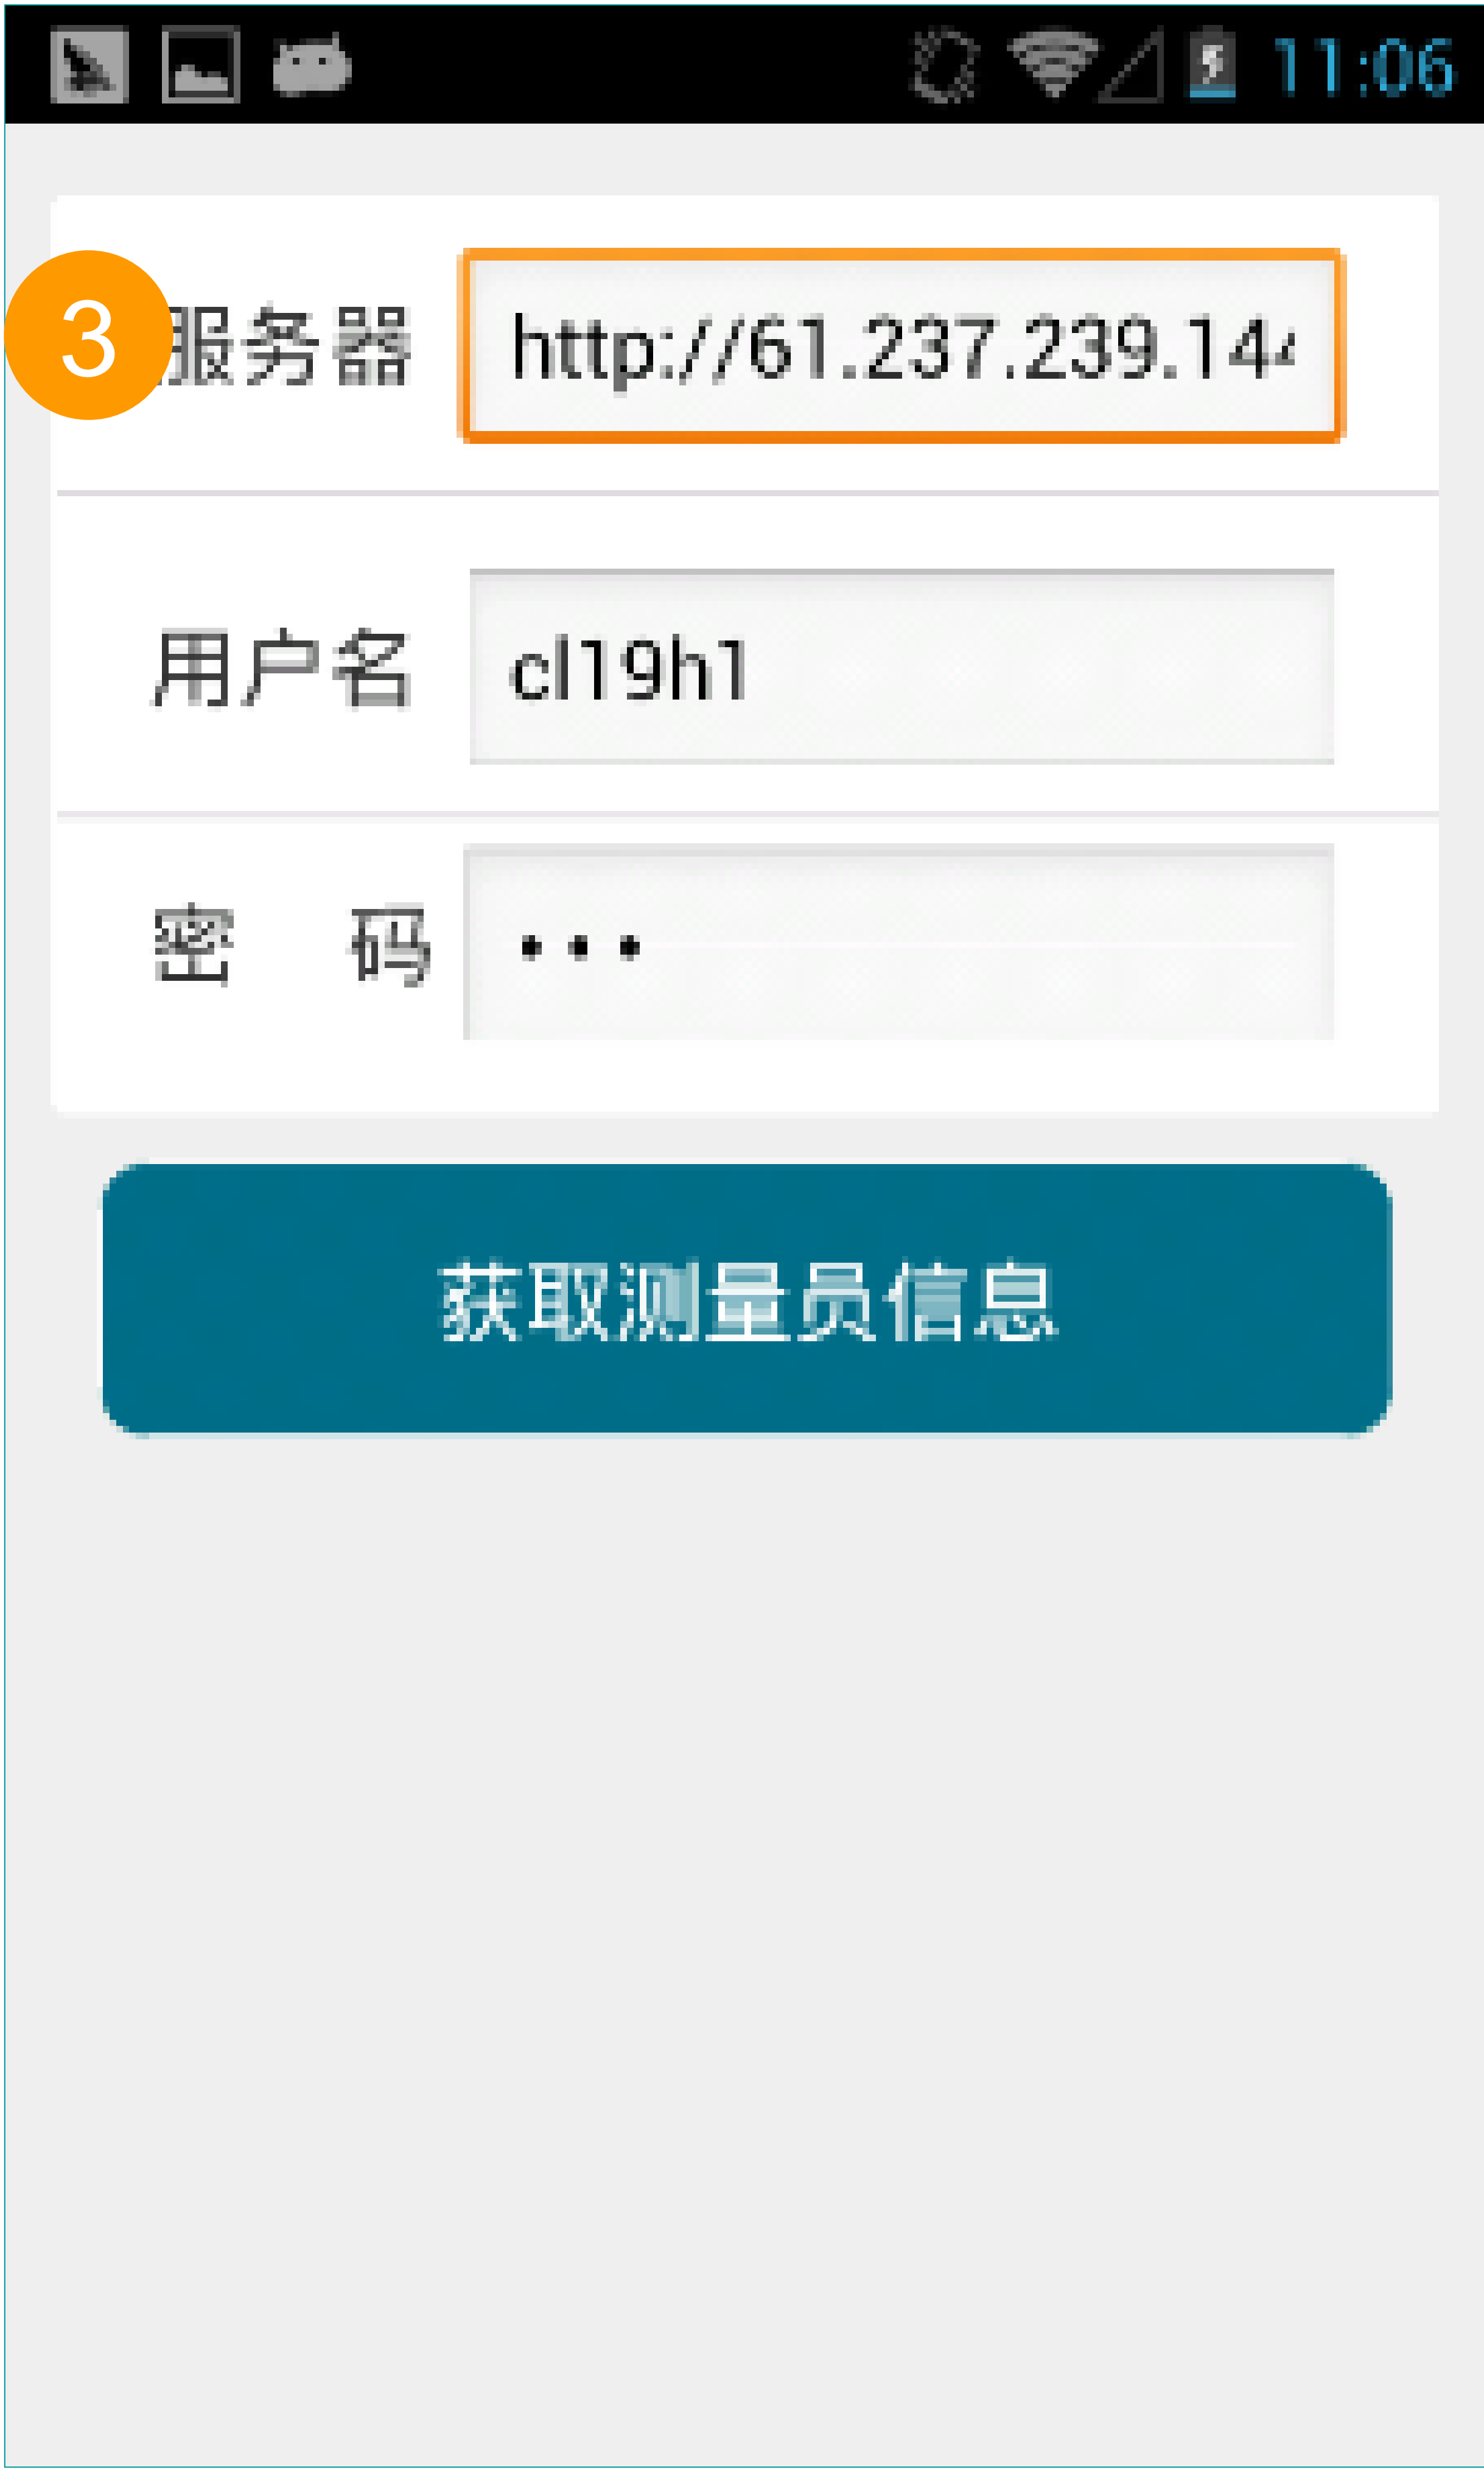 11:06
3
服务器 http://61.237.239.144
用户名 cl19h1
密 码 •••
获取测量员信息